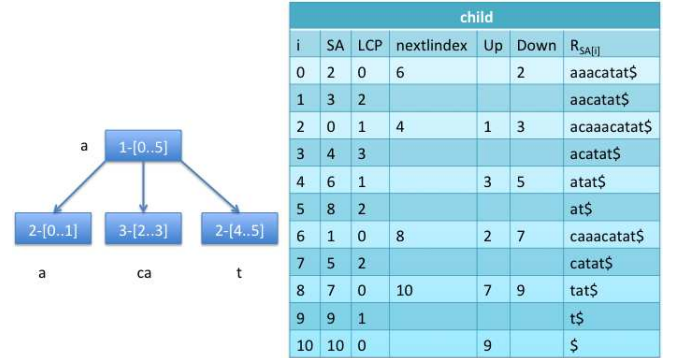 a
1-[0..5]
2-[0..1] 3-[2..3] 2-[4..5]
a ca t
child
i SA LCP nextlindex Up Down R_SA[i]
0 2 0 6 2 aaacatat$
1 3 2 aacatat$
2 0 1 4 1 3 acaaacatat$
3 4 3 acatat$
4 6 1 3 5 atat$
5 8 2 at$
6 1 0 8 2 7 caaacatat$
7 5 2 catat$
8 7 0 10 7 9 tat$
9 9 1 t$
10 10 0 9 $